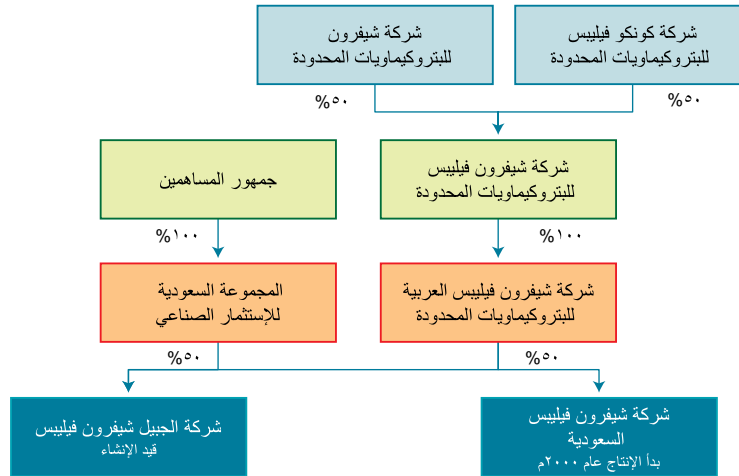 شركة كونكو فيليبس
للبتروكيماويات المحدودة
شركة شيفرون
للبتروكيماويات المحدودة
%٥٠
%٥٠
شركة شيفرون فيليبس
للبتروكيماويات المحدودة
جمهور المساهمين
%١٠٠
%١٠٠
شركة شيفرون فيليبس العربية
للبتروكيماويات المحدودة
المجموعة السعودية
للإستثمار الصناعي
%٥٠
%٥٠
شركة شيفرون فيليبس
السعودية
بدأ الإنتاج عام ٢٠٠٠م
شركة الجبيل شيفرون فيليبس
قيد الإنشاء